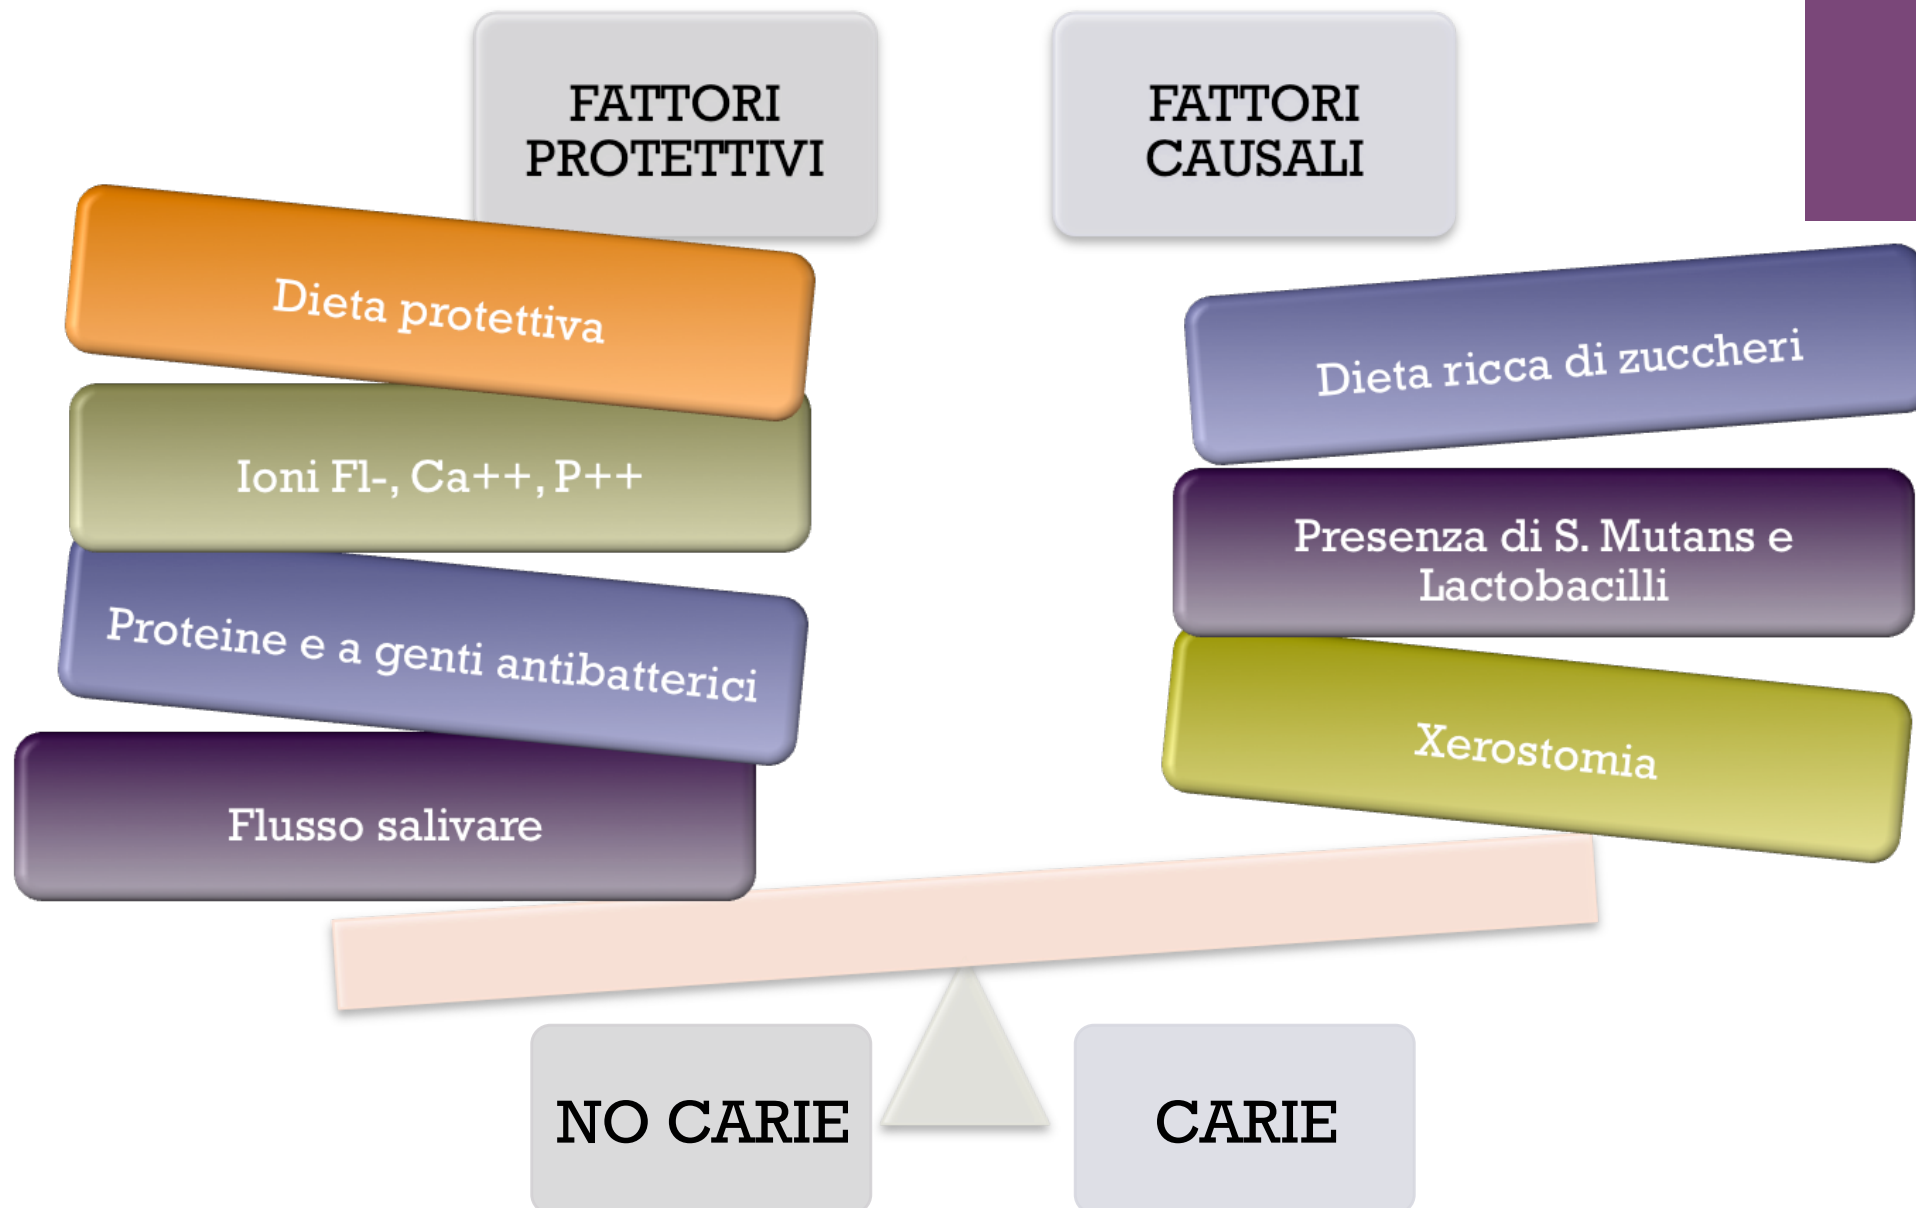 FATTORI
PROTETTIVI
FATTORI
CAUSALI
Dieta protettiva
Ioni Fl-, Ca++, P++
Proteine e a genti antibatterici
Flusso salivare
Dieta ricca di zuccheri
Presenza di S. Mutans e
Lactobacilli
Xerostomia
NO CARIE
CARIE